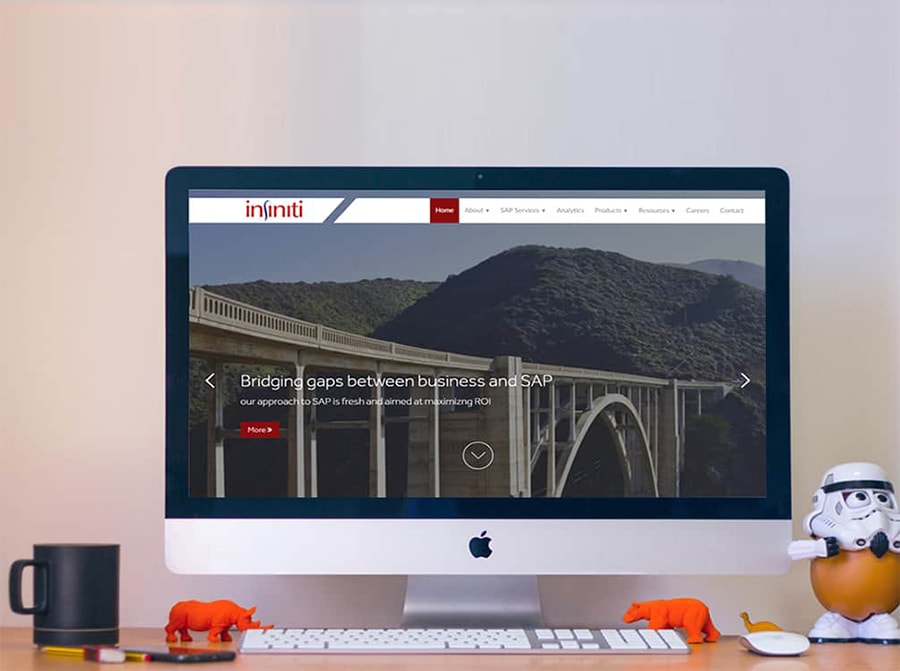 infiniti
Home About SAP Services Analytics Products Resources Careers Contact
Bridging gaps between business and SAP
our approach to SAP is fresh and aimed at maximizng ROI
More